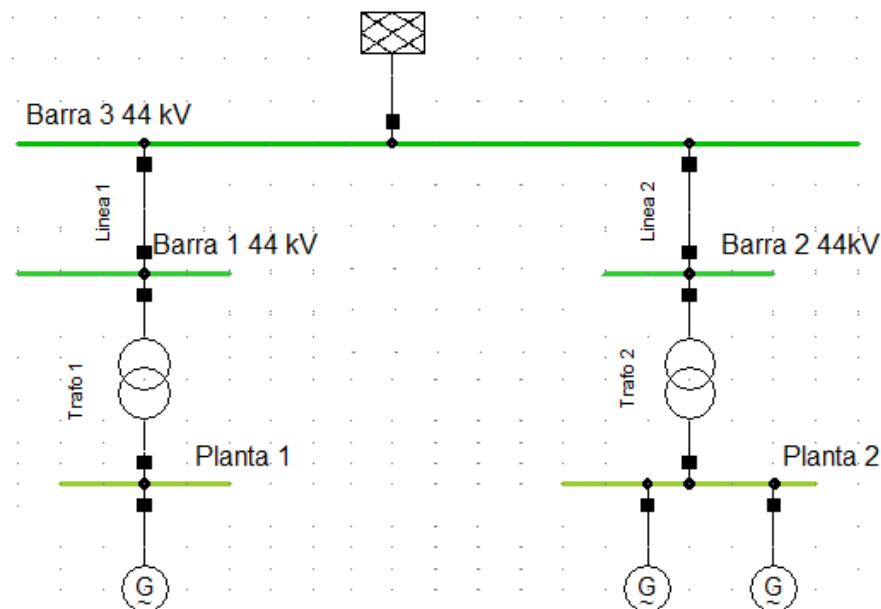 Barra 3 44 kV
Linea 1
Linea 2
Barra 1 44 kV
Barra 2 44kV
Trafo 1
Trafo 2
Planta 1
Planta 2
G
G
G